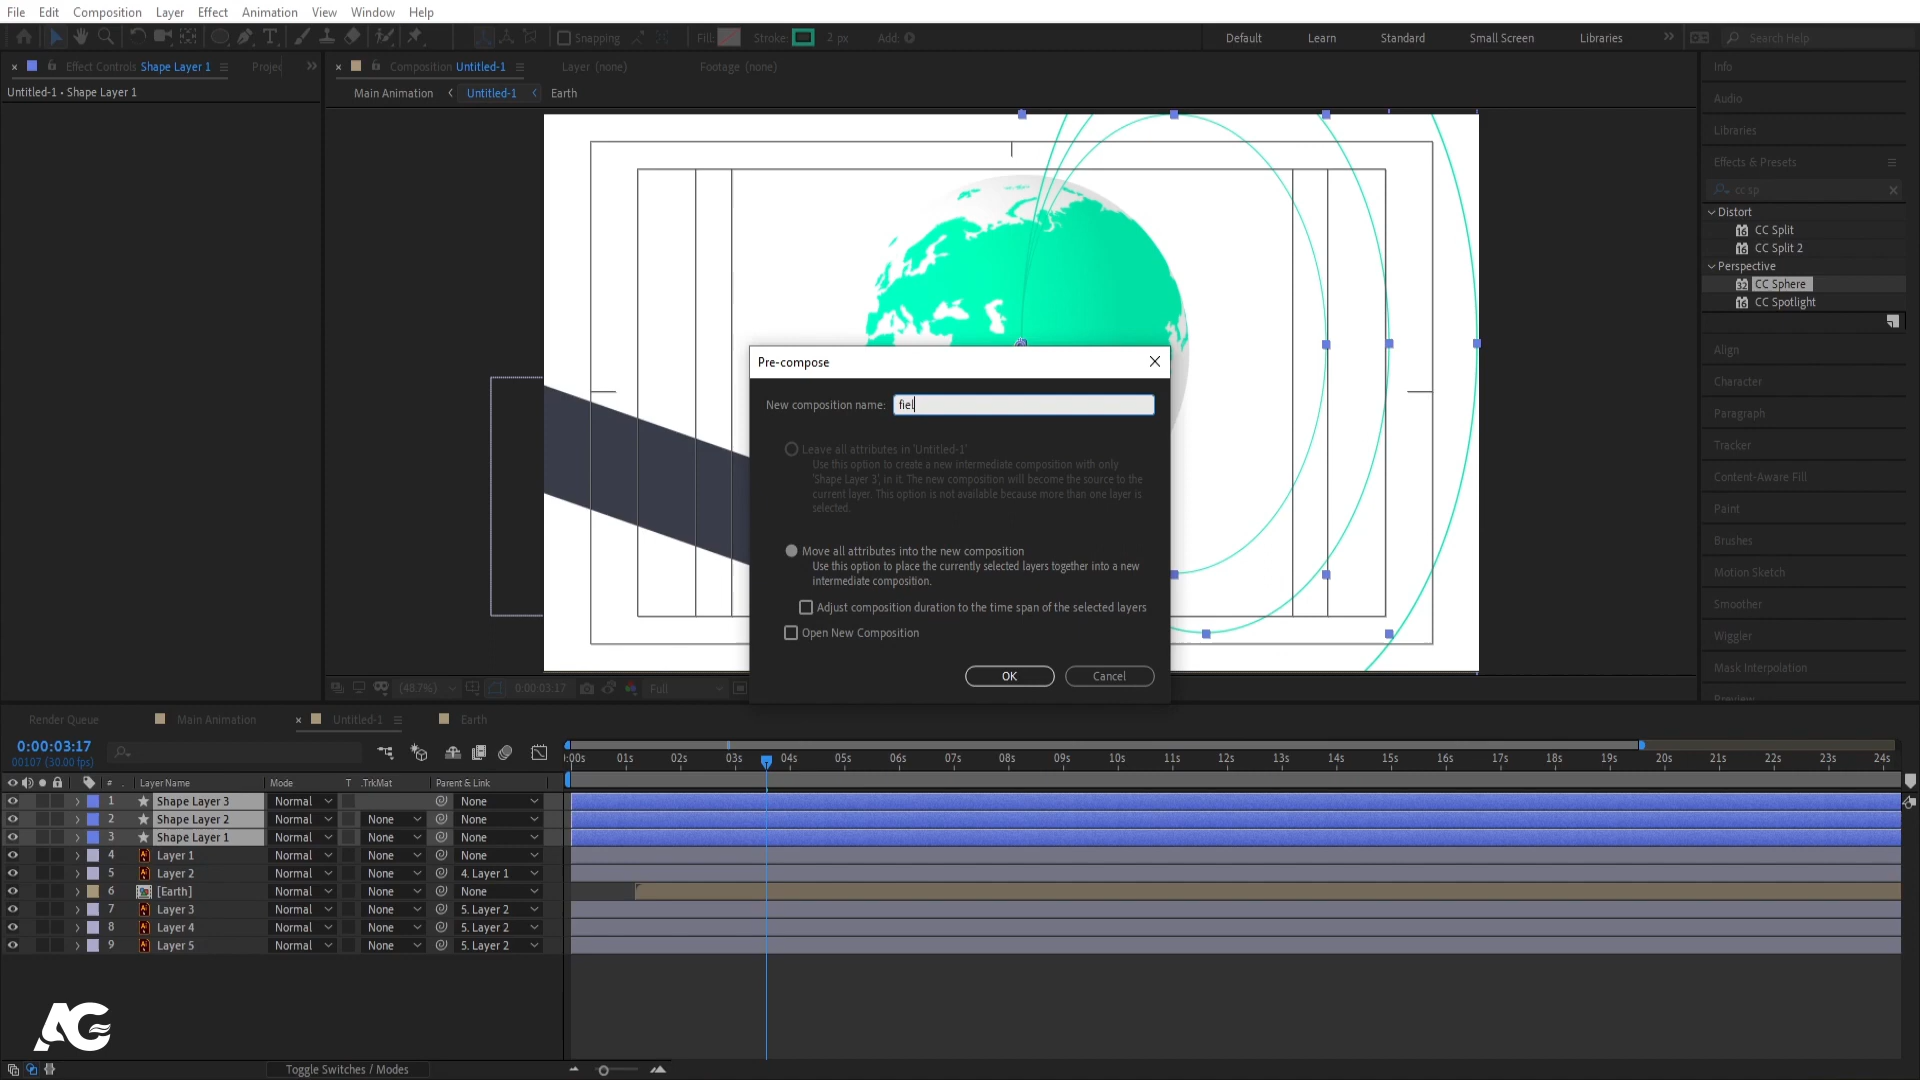 File Edit Composition Layer Effect Animation View Window Help
Snapping Fill: Stroke: 2 px Add: Default Learn Standard Small Screen Libraries Search Help
Effect Controls Shape Layer 1 Projec
Composition Untitled-1 Layer (none) Footage (none)
Untitled-1 • Shape Layer 1
Main Animation Untitled-1 Earth
Info
Audio
Libraries
Effects & Presets
cc sp
Distort
CC Split
CC Split 2
Perspective
CC Sphere
CC Spotlight
Align
Character
Paragraph
Tracker
Content-Aware Fill
Paint
Brushes
Motion Sketch
Smoother
Wiggler
Mask Interpolation
Preview
Pre-compose
New composition name: fiel
Leave all attributes in 'Untitled-1'
Use this option to create a new intermediate composition with only
'Shape Layer 3', in it. The new composition will become the source to the
current layer. This option is not available because more than one layer is
selected.
Move all attributes into the new composition
Use this option to place the currently selected layers together into a new
intermediate composition.
Adjust composition duration to the time span of the selected layers
Open New Composition
OK Cancel
(48.7%) 0:00:03:17 Full
Render Queue Main Animation Untitled-1 Earth
0:00:03:17
00107 (30.00 fps)
:00s 01s 02s 03s 04s 05s 06s 07s 08s 09s 10s 11s 12s 13s 14s 15s 16s 17s 18s 19s 20s 21s 22s 23s 24s
# Layer Name Mode T .TrkMat Parent & Link
1 Shape Layer 3 Normal None
2 Shape Layer 2 Normal None None
3 Shape Layer 1 Normal None None
4 Layer 1 Normal None None
5 Layer 2 Normal None 4. Layer 1
6 [Earth] Normal None None
7 Layer 3 Normal None 5. Layer 2
8 Layer 4 Normal None 5. Layer 2
9 Layer 5 Normal None 5. Layer 2
AG
Toggle Switches / Modes